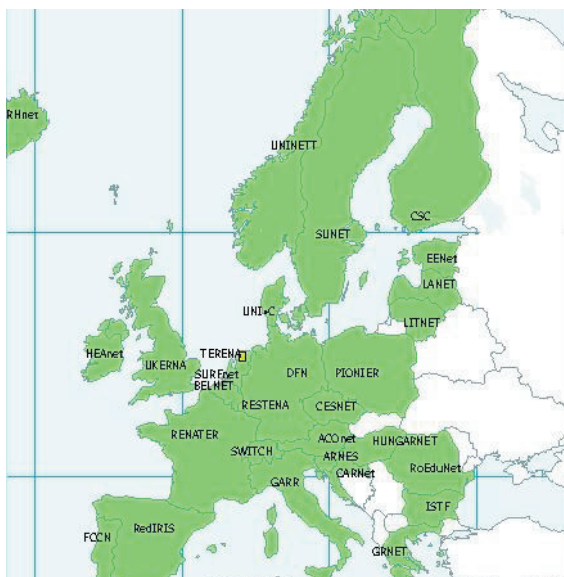 RHnet
UNINETT
CSC
SUNET
EENet
LANET
UNI•C
LITNET
HEAnet
TERENA
UKERNA
SURFnet
DFN
PIONIER
BELNET
RESTENA
CESNET
RENATER
ACOnet
HUNGARNET
SWITCH
ARNES
RoEduNet
CARNet
GARR
ISTF
RedIRIS
FCCN
GRNET